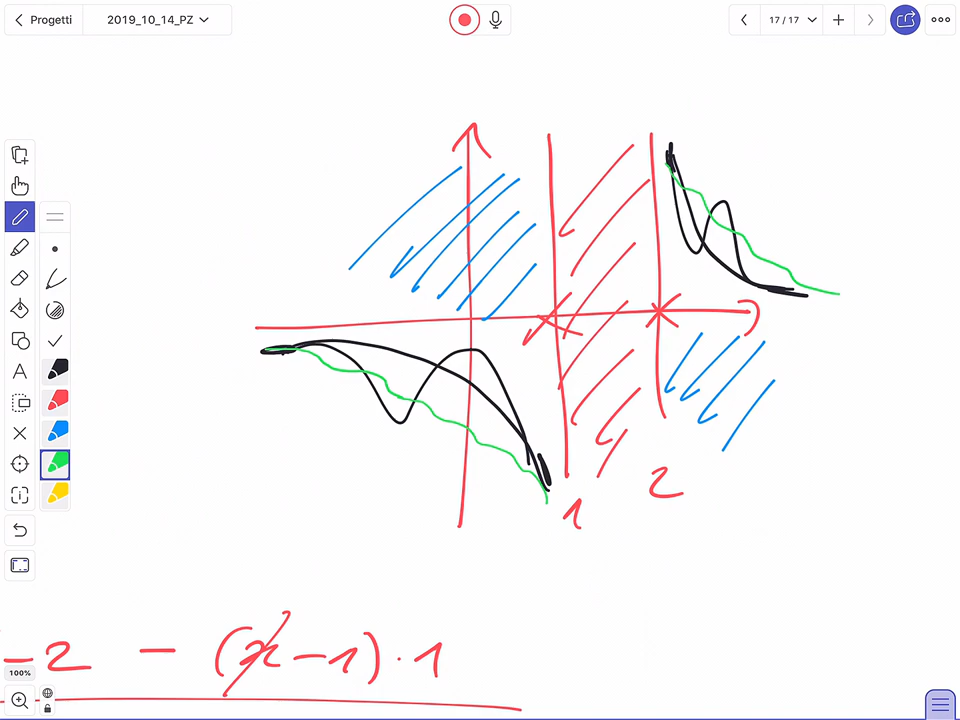 Progetti
2019_10_14_PZ
17 / 17
1
2
-2 - (x-1)·1
100%